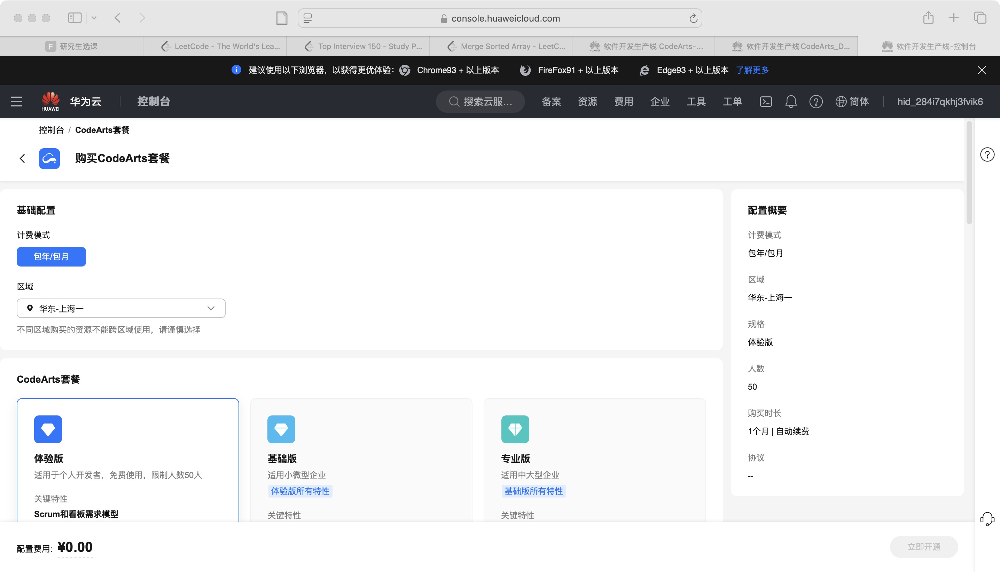 console.huaweicloud.com
F 研究生选课
LeetCode - The World's Lea...
Top Interview 150 - Study P...
Merge Sorted Array - LeetC...
软件开发生产线 CodeArts-...
软件开发生产线CodeArts_D...
软件开发生产线-控制台
建议使用以下浏览器，以获得更优体验： Chrome93 + 以上版本 FireFox91 + 以上版本 Edge93 + 以上版本 了解更多
HUAWEI 华为云 控制台 搜索云服... 备案 资源 费用 企业 工具 工单 简体 hid_284i7qkhj3fvik6
控制台 / CodeArts套餐
购买CodeArts套餐
基础配置
计费模式
包年/包月
区域
华东-上海一
不同区域购买的资源不能跨区域使用，请谨慎选择
CodeArts套餐
体验版
适用于个人开发者，免费使用，限制人数50人
关键特性
Scrum和看板需求模型
基础版
适用小微型企业
体验版所有特性
关键特性
专业版
适用中大型企业
基础版所有特性
关键特性
配置概要
计费模式
包年/包月
区域
华东-上海一
规格
体验版
人数
50
购买时长
1个月 | 自动续费
协议
--
配置费用: ¥0.00
立即开通